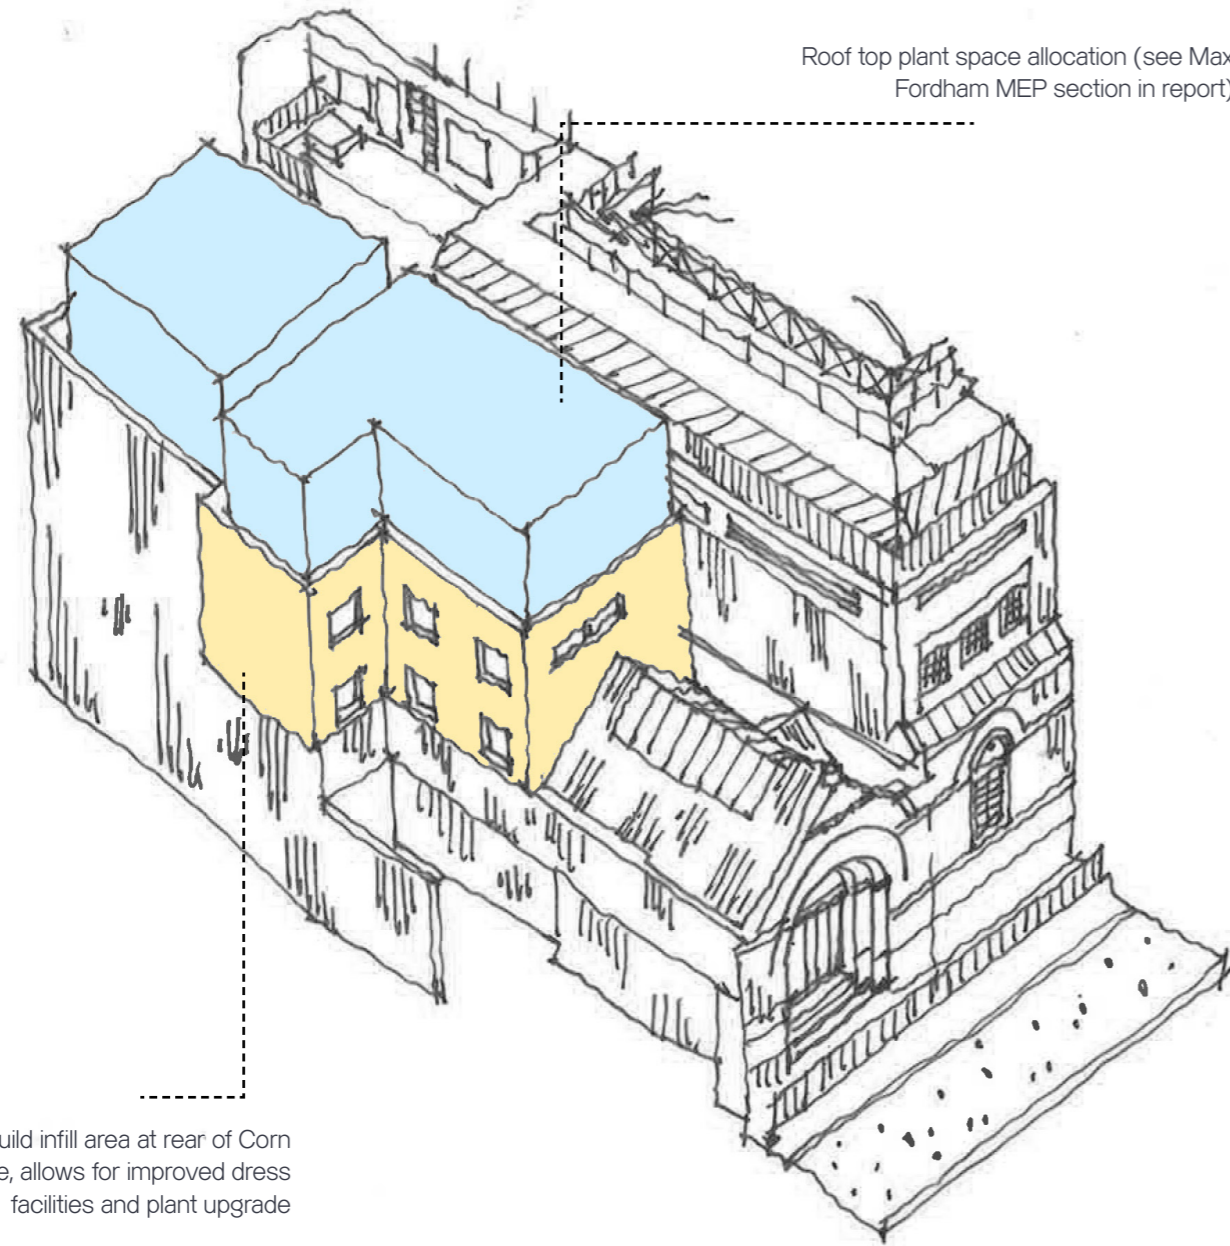 Roof top plant space allocation (see Max
Fordham MEP section in report)
uild infill area at rear of Corn
e, allows for improved dress
facilities and plant upgrade